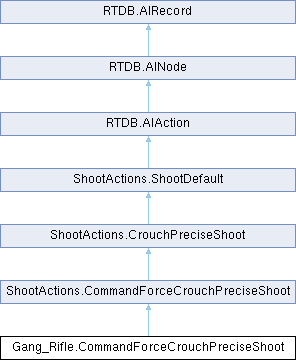 RTDB.AIRecord
RTDB.AINode
RTDB.AIAction
ShootActions.ShootDefault
ShootActions.CrouchPreciseShoot
ShootActions.CommandForceCrouchPreciseShoot
Gang_Rifle.CommandForceCrouchPreciseShoot